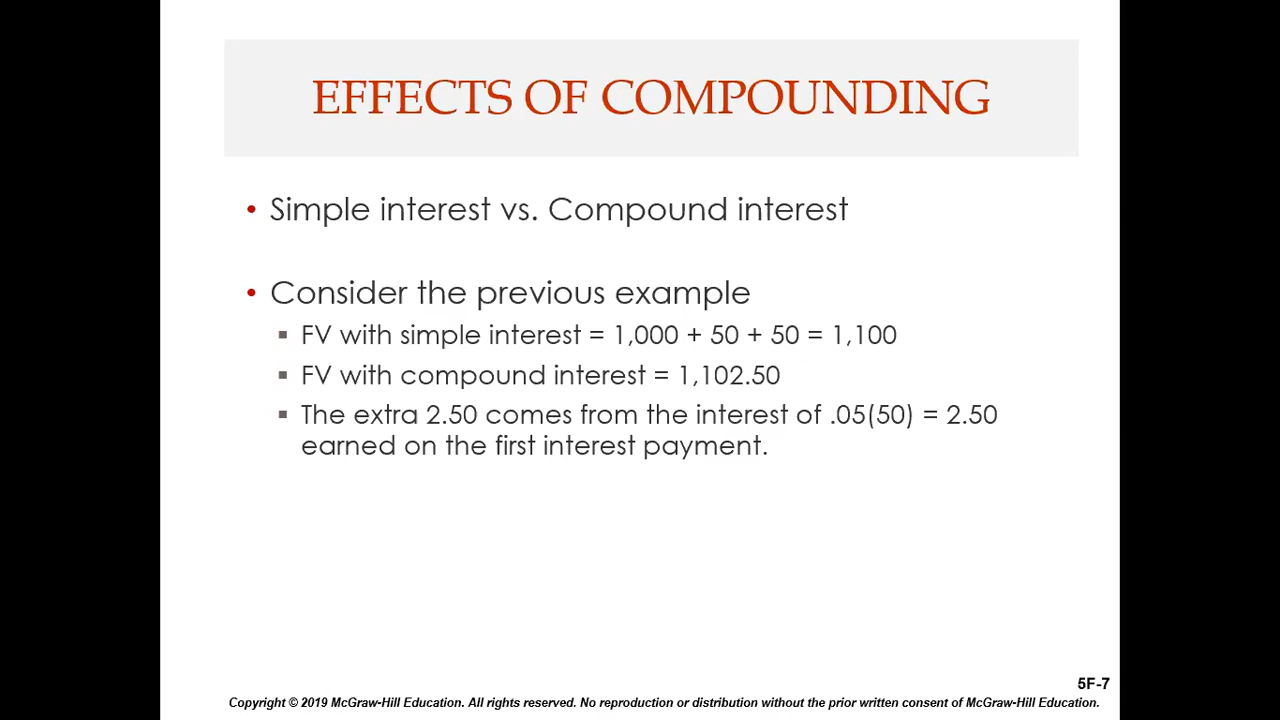 EFFECTS OF COMPOUNDING
• Simple interest vs. Compound interest
• Consider the previous example
▪ FV with simple interest = 1,000 + 50 + 50 = 1,100
▪ FV with compound interest = 1,102.50
▪ The extra 2.50 comes from the interest of .05(50) = 2.50
earned on the first interest payment.
5F-7
Copyright © 2019 McGraw-Hill Education. All rights reserved. No reproduction or distribution without the prior written consent of McGraw-Hill Education.